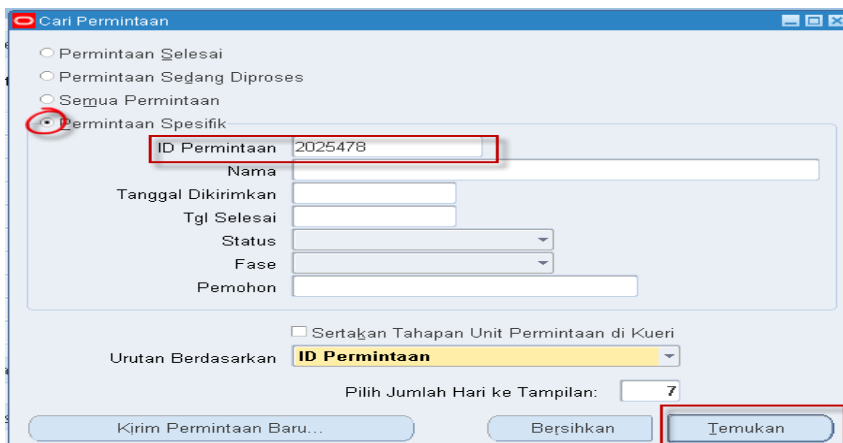 Cari Permintaan
Permintaan Selesai
Permintaan Sedang Diproses
Semua Permintaan
Permintaan Spesifik
ID Permintaan 2025478
Nama
Tanggal Dikirimkan
Tgl Selesai
Status
Fase
Pemohon
Sertakan Tahapan Unit Permintaan di Kueri
Urutan Berdasarkan ID Permintaan
Pilih Jumlah Hari ke Tampilan: 7
Kirim Permintaan Baru... Bersihkan Temukan